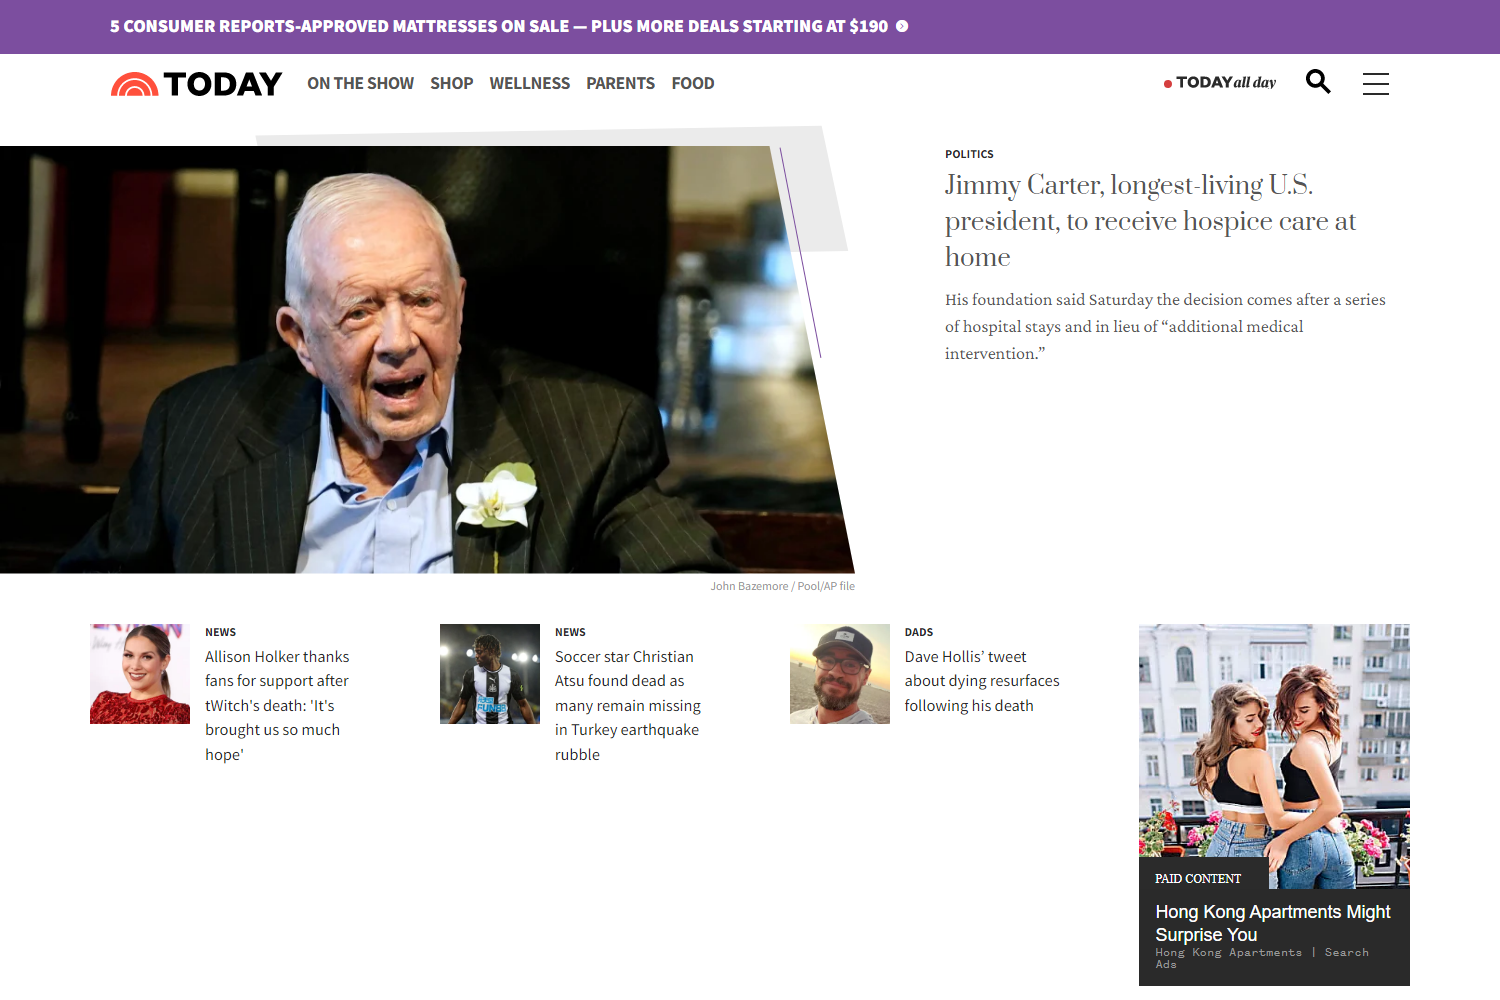 5 CONSUMER REPORTS-APPROVED MATTRESSES ON SALE — PLUS MORE DEALS STARTING AT $190
TODAY
ON THE SHOW SHOP WELLNESS PARENTS FOOD
TODAY all day
POLITICS
Jimmy Carter, longest-living U.S.
president, to receive hospice care at
home
His foundation said Saturday the decision comes after a series
of hospital stays and in lieu of “additional medical
intervention.”
John Bazemore / Pool/AP file
NEWS
Allison Holker thanks
fans for support after
tWitch's death: 'It's
brought us so much
hope'
NEWS
Soccer star Christian
Atsu found dead as
many remain missing
in Turkey earthquake
rubble
DADS
Dave Hollis’ tweet
about dying resurfaces
following his death
PAID CONTENT
Hong Kong Apartments Might
Surprise You
Hong Kong Apartments | Search
Ads